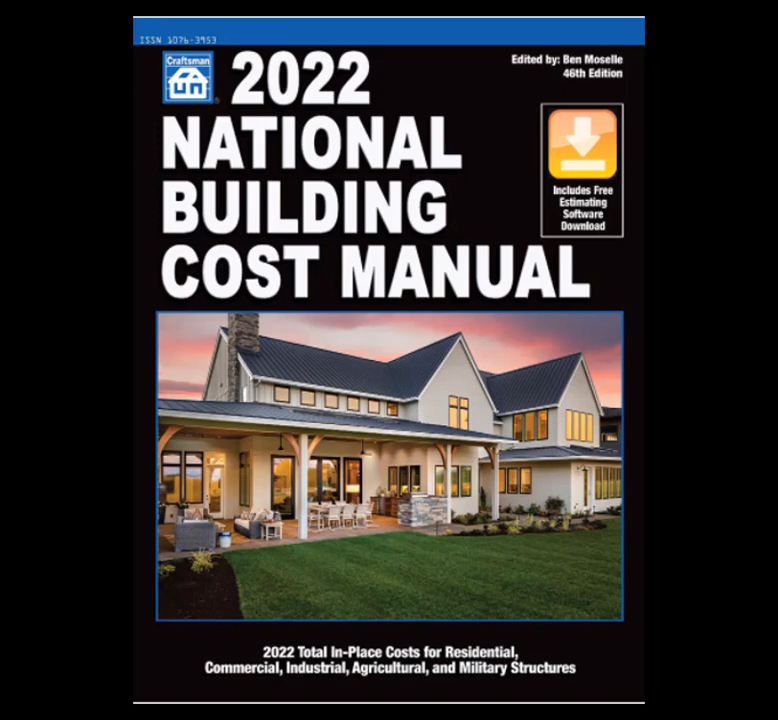 ISSN 1076-3953
Craftsman
2022
NATIONAL
BUILDING
COST MANUAL
Edited by: Ben Moselle
46th Edition
Includes Free
Estimating
Software
Download
2022 Total In-Place Costs for Residential,
Commercial, Industrial, Agricultural, and Military Structures